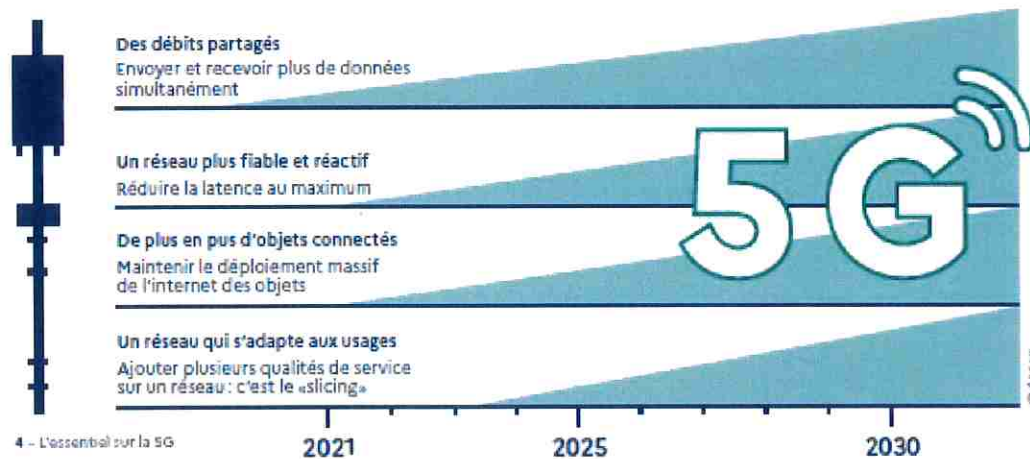 Des débits partagés
Envoyer et recevoir plus de données
simultanément
Un réseau plus fiable et réactif
Réduire la latence au maximum
De plus en pus d'objets connectés
Maintenir le déploiement massif
de l'internet des objets
Un réseau qui s'adapte aux usages
Ajouter plusieurs qualités de service
sur un réseau : c'est le «slicing»
5G
2021
2025
2030
4 – L'essentiel sur la 5G